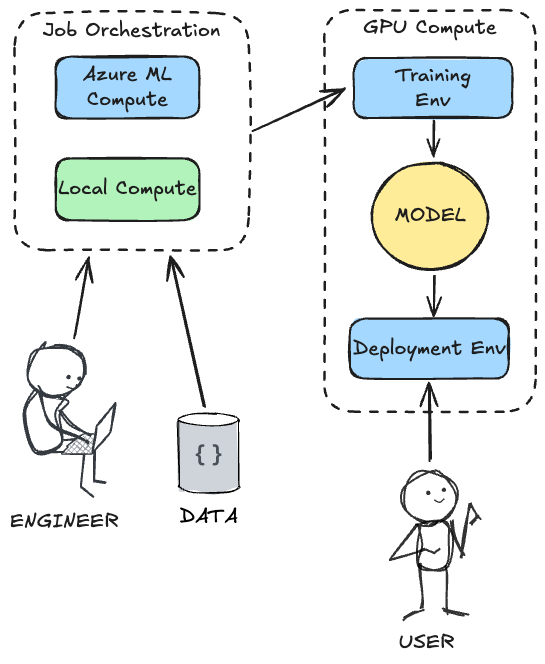 Job Orchestration
Azure ML
Compute
Local Compute
GPU Compute
Training
Env
MODEL
Deployment Env
{}
ENGINEER
DATA
USER